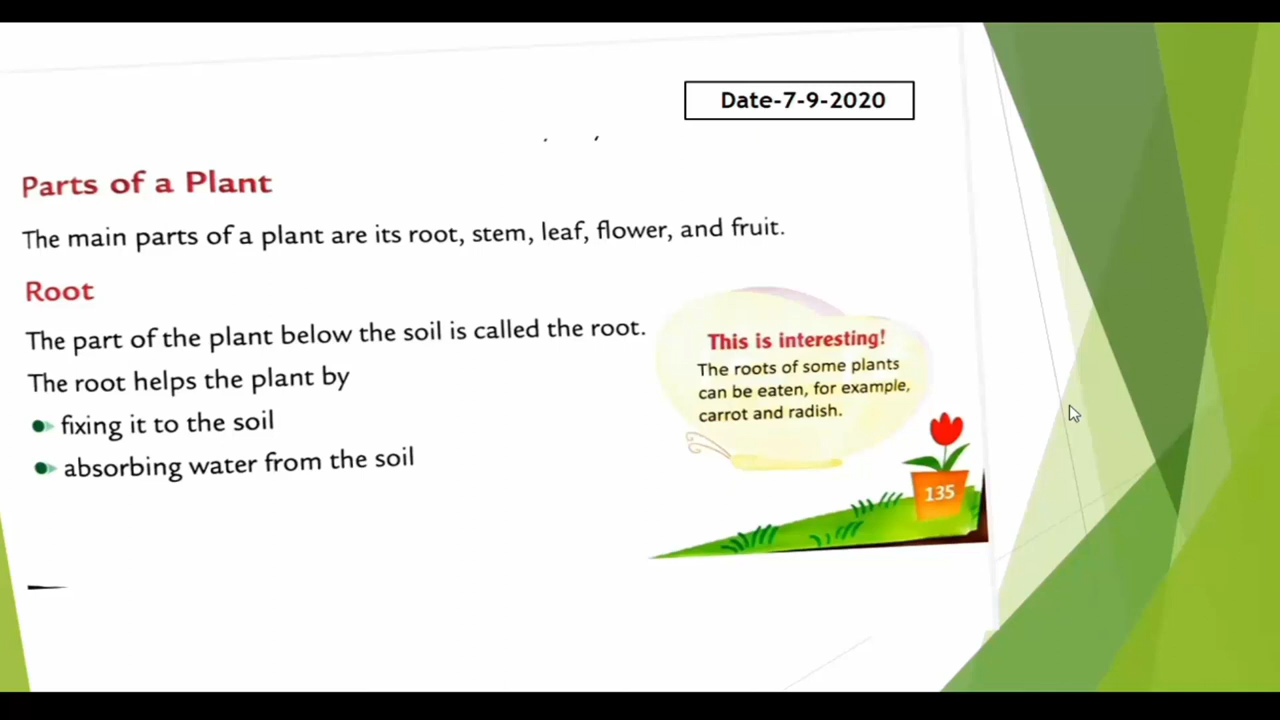 Date-7-9-2020
Parts of a Plant
The main parts of a plant are its root, stem, leaf, flower, and fruit.
Root
The part of the plant below the soil is called the root.
The root helps the plant by
fixing it to the soil
absorbing water from the soil
This is interesting!
The roots of some plants
can be eaten, for example,
carrot and radish.
135